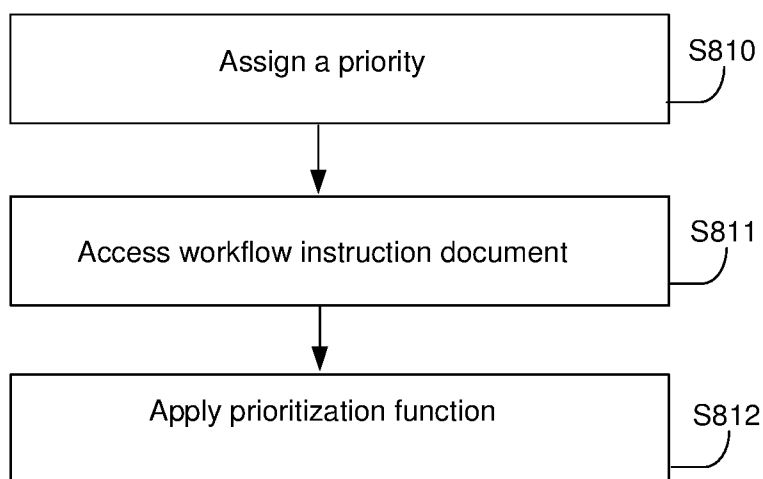 Assign a priority
S810
Access workflow instruction document
S811
Apply prioritization function
S812